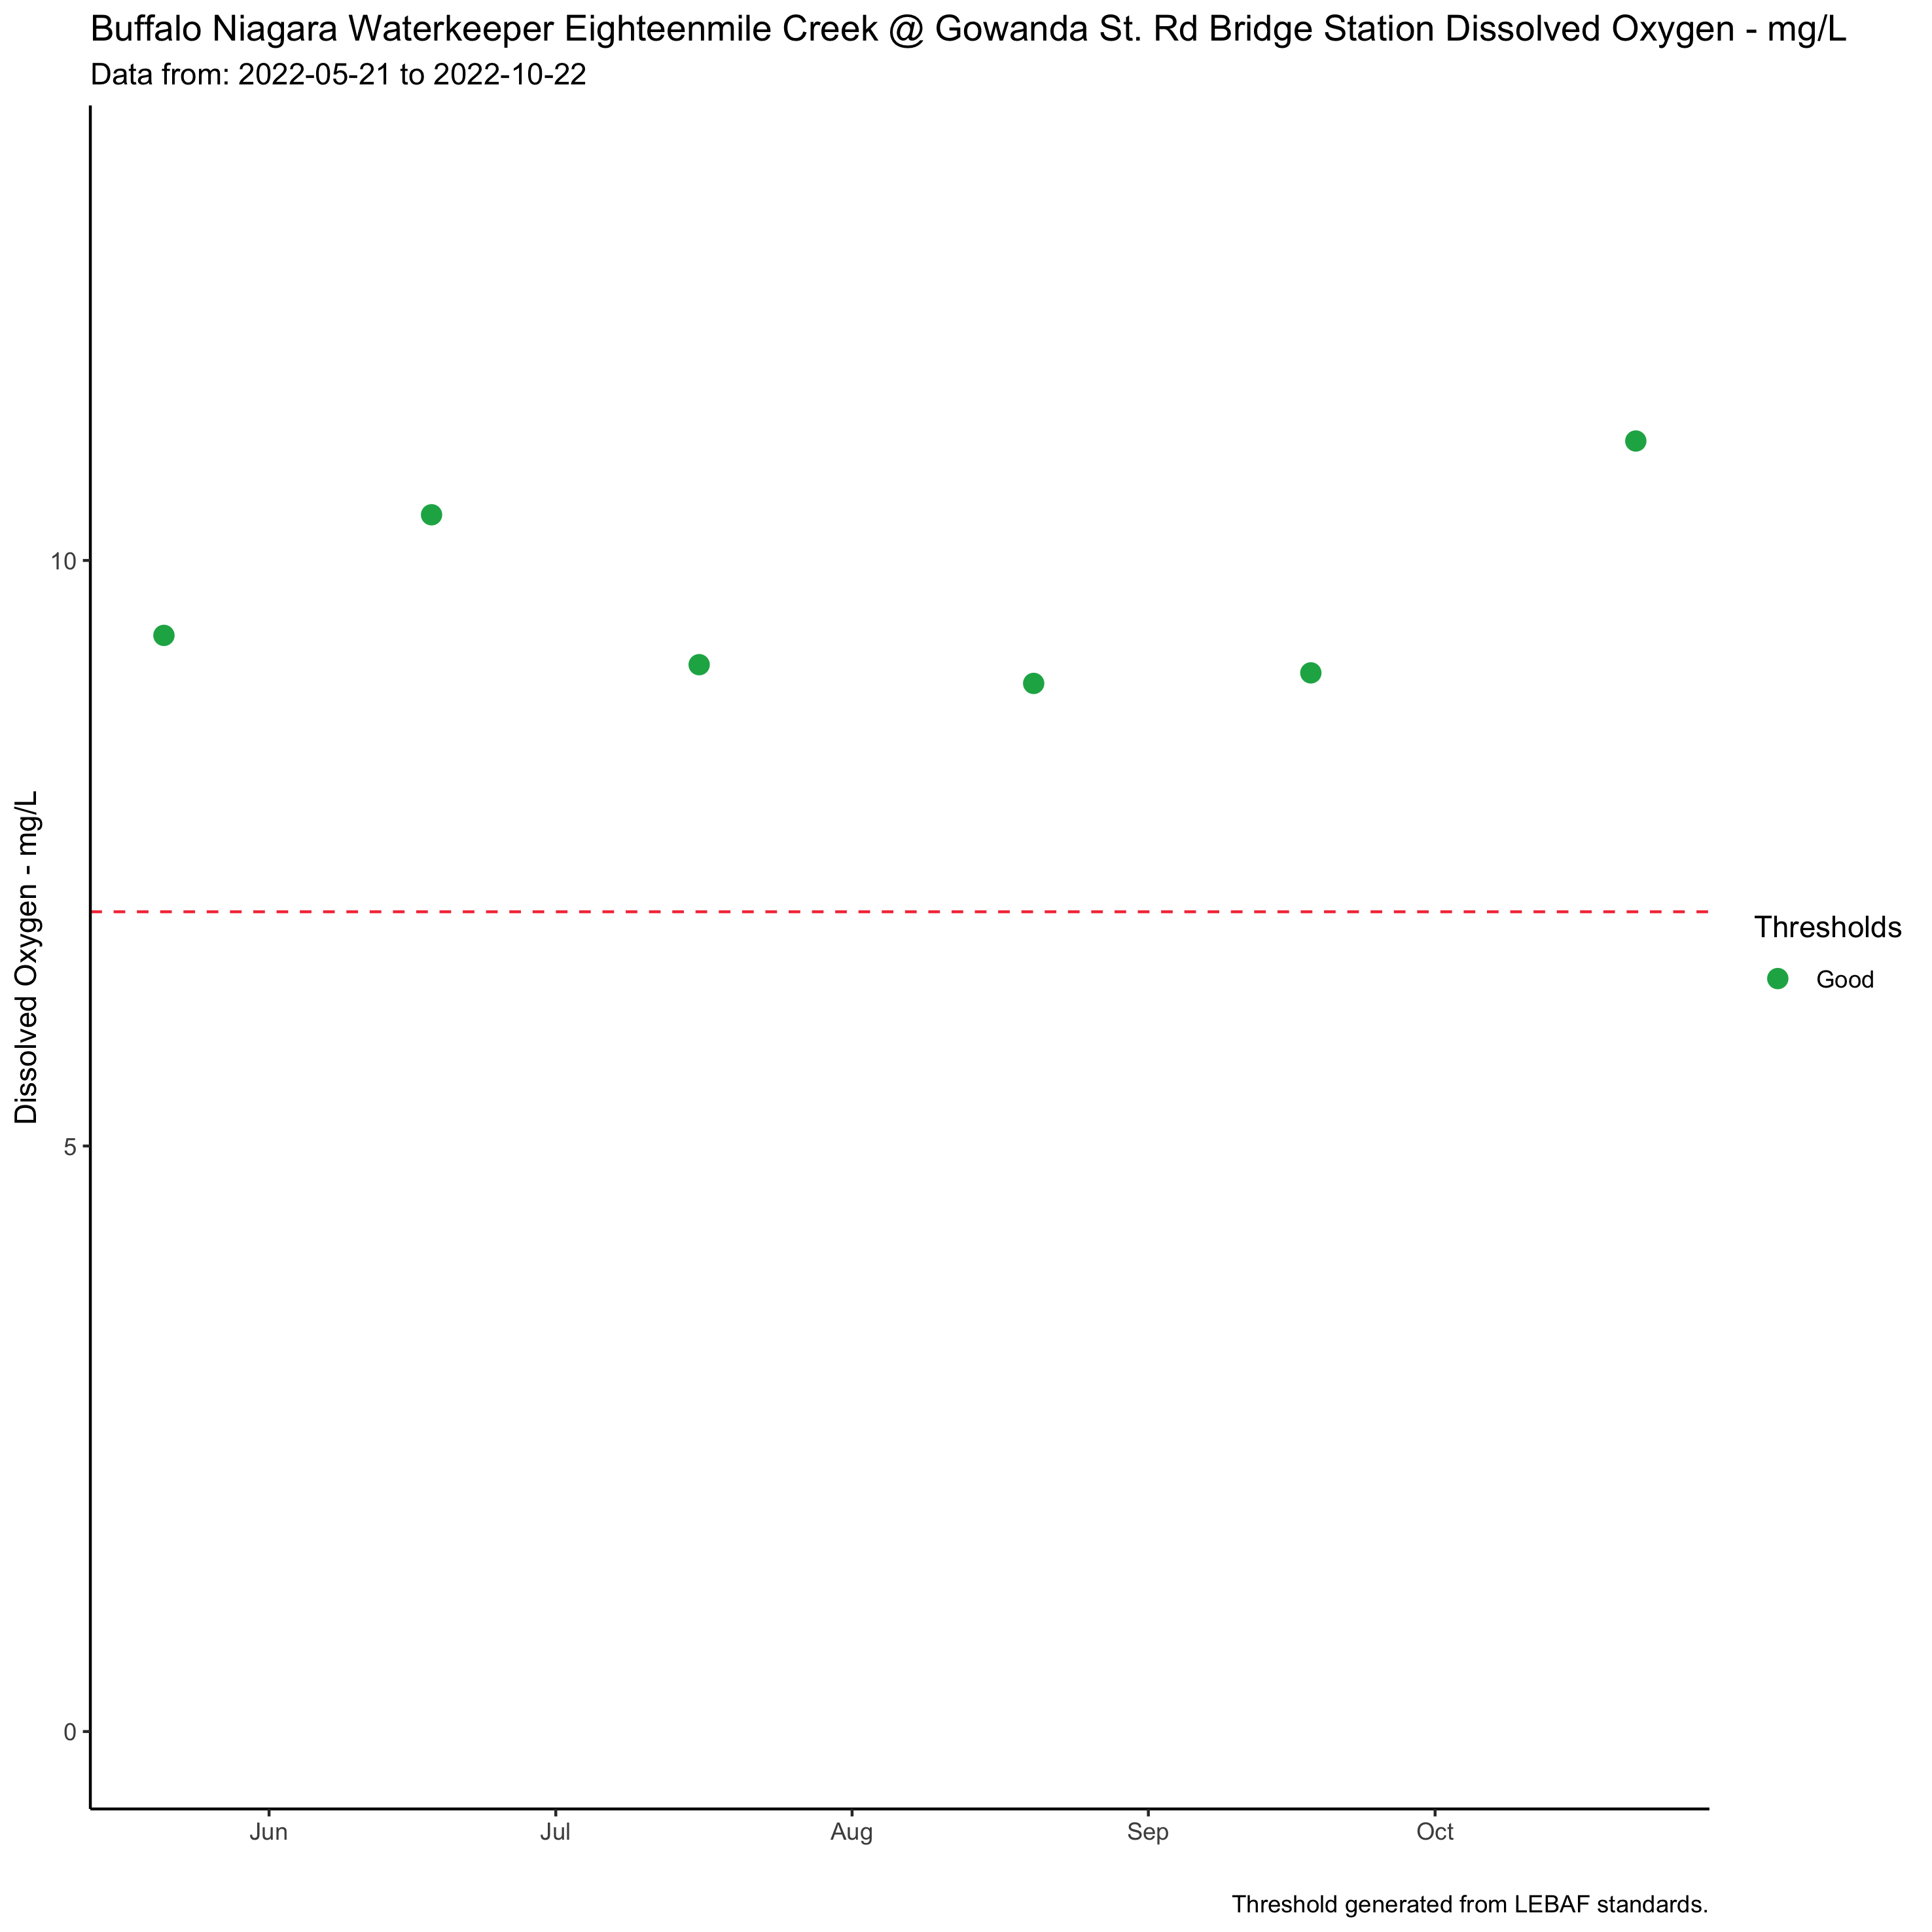 Buffalo Niagara Waterkeeper Eighteenmile Creek @ Gowanda St. Rd Bridge Station Dissolved Oxygen - mg/L
Data from: 2022-05-21 to 2022-10-22
Dissolved Oxygen - mg/L
10
5
0
Jun Jul Aug Sep Oct
Thresholds
Good
Threshold generated from LEBAF standards.